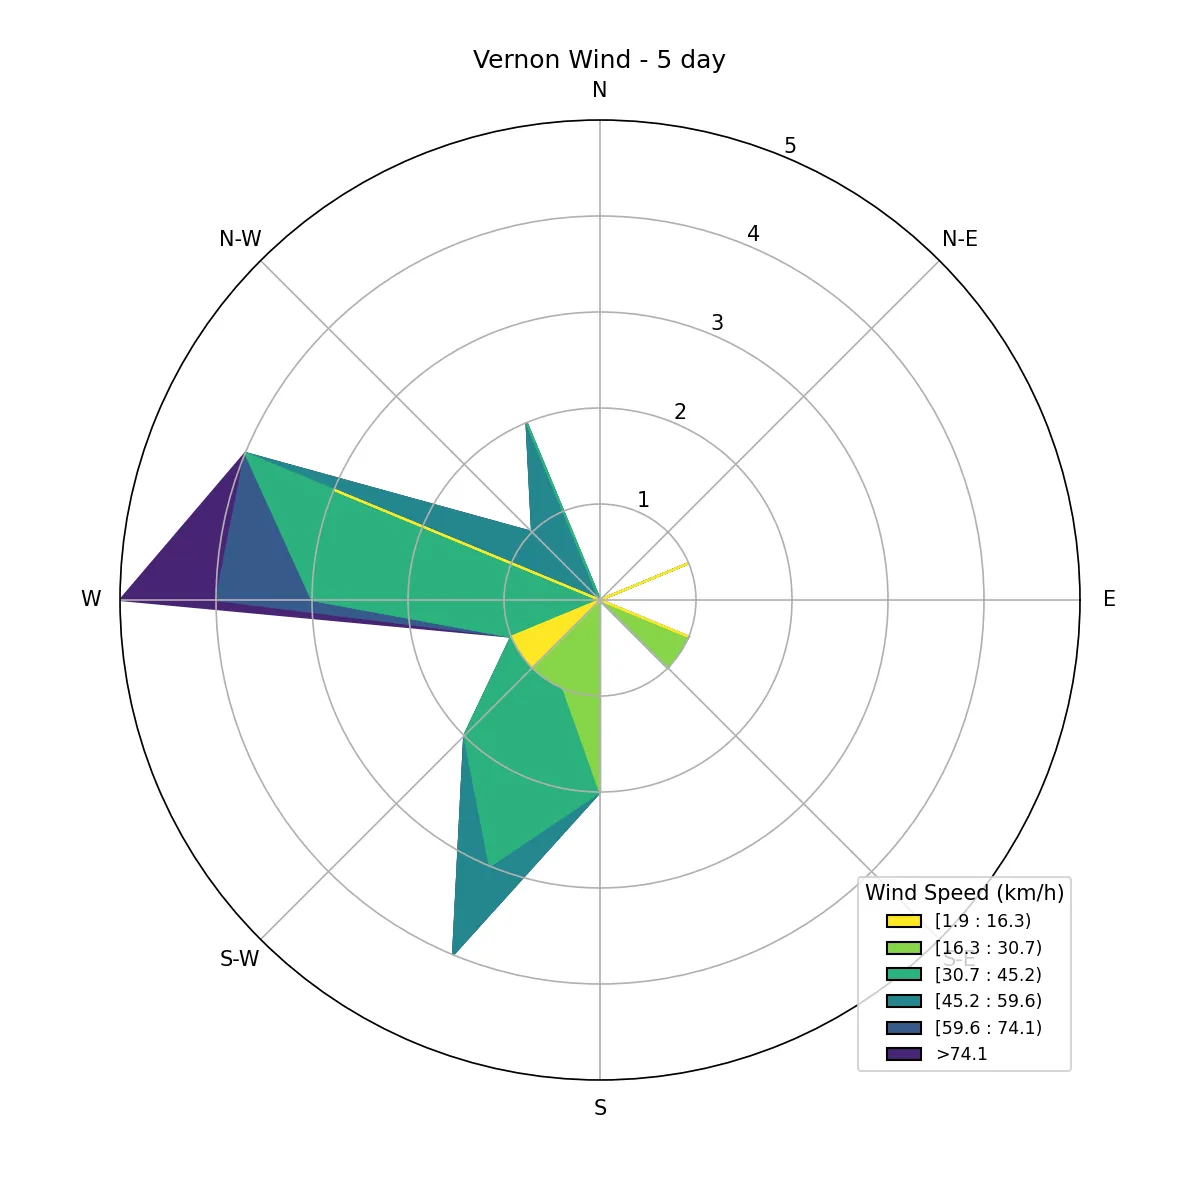 Vernon Wind - 5 day
N
5
4
N-W
N-E
3
2
1
W
E
S-W
S-E
Wind Speed (km/h)
[1.9 : 16.3)
[16.3 : 30.7)
[30.7 : 45.2)
[45.2 : 59.6)
[59.6 : 74.1)
>74.1
S